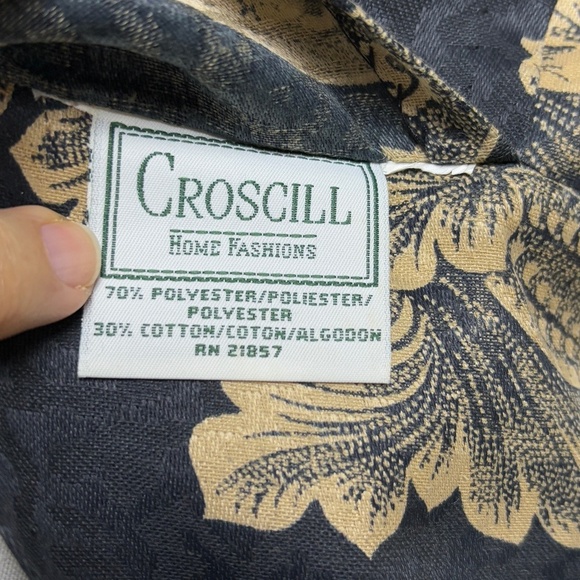 CROSCILL
HOME FASHIONS
70% POLYESTER/POLIESTER/
POLYESTER
30% COTTON/COTON/ALGODON
RN 21857